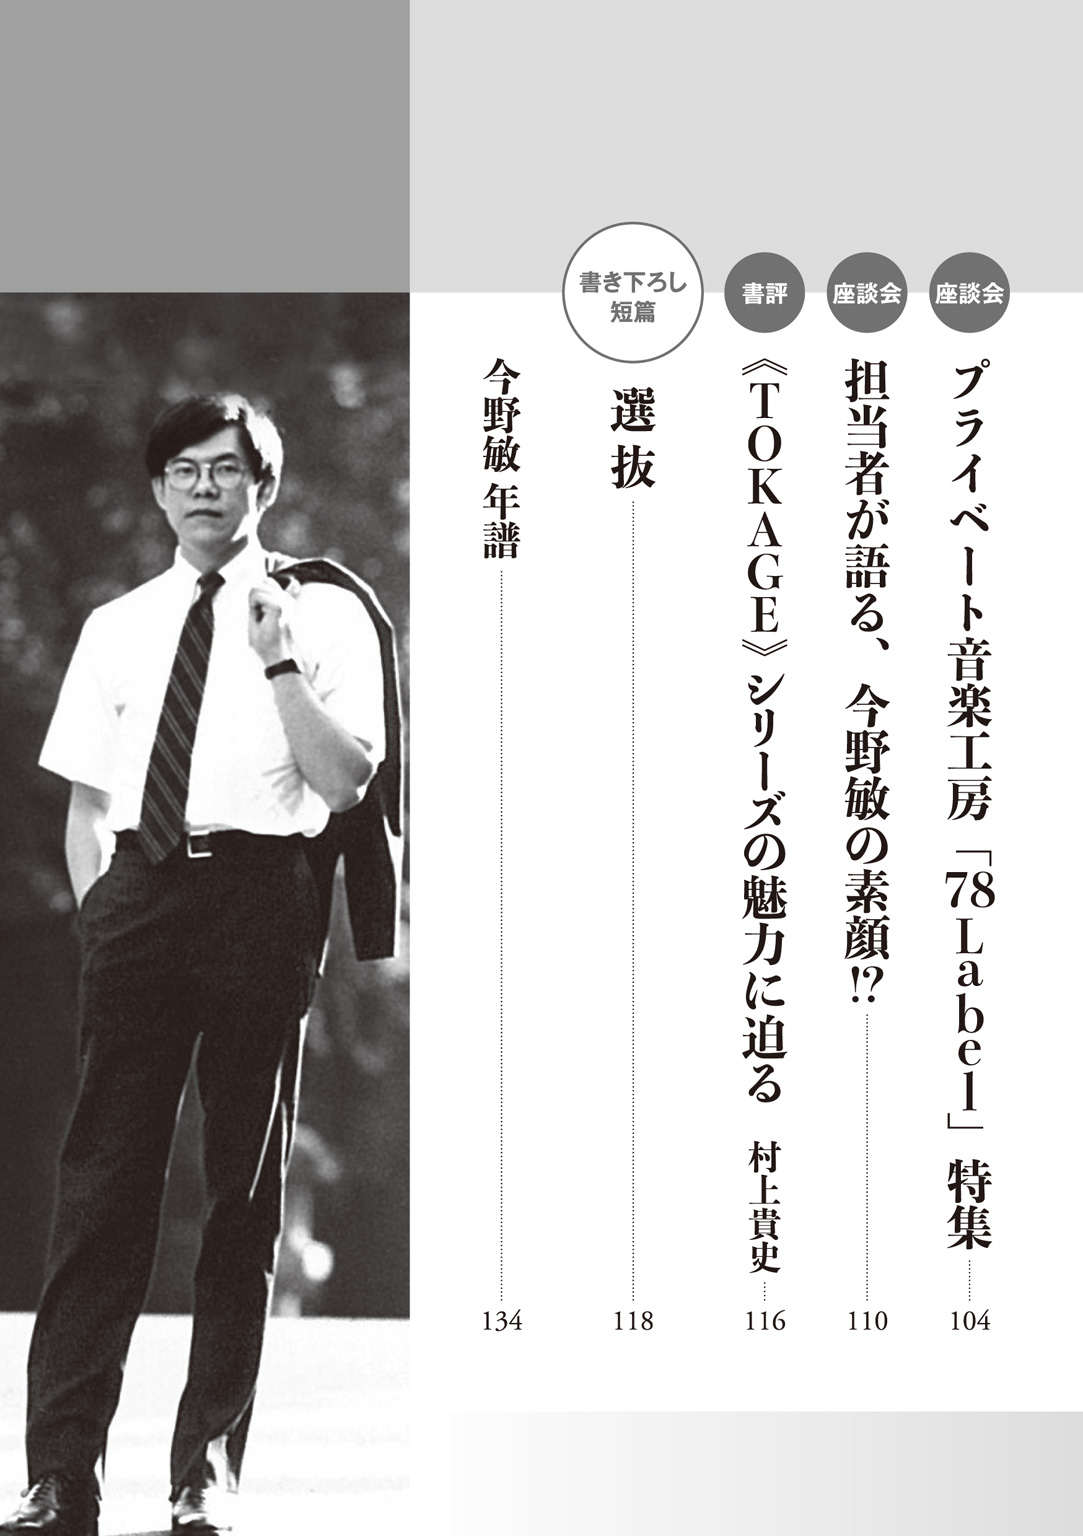 座談会
プライベート音楽工房「78Label」特集
104
座談会
担当者が語る、今野敏の素顔!?
110
書評
《TOKAGE》シリーズの魅力に迫る 村上貴史
116
書き下ろし
短篇
選抜
118
今野敏 年譜
134